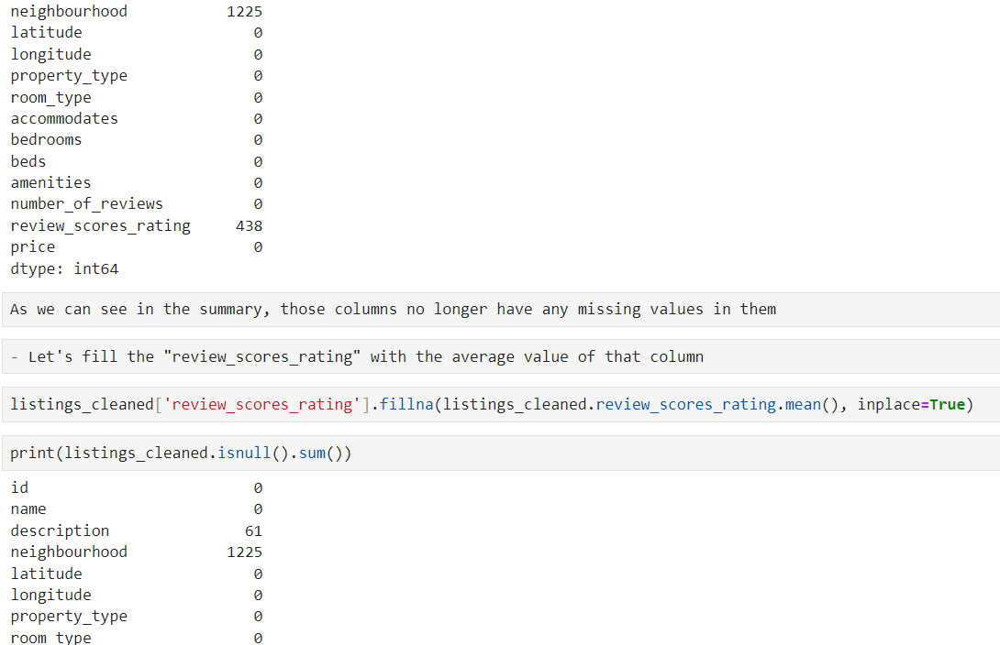 neighbourhood 1225
latitude 0
longitude 0
property_type 0
room_type 0
accommodates 0
bedrooms 0
beds 0
amenities 0
number_of_reviews 0
review_scores_rating 438
price 0
dtype: int64
As we can see in the summary, those columns no longer have any missing values in them
- Let's fill the "review_scores_rating" with the average value of that column
listings_cleaned['review_scores_rating'].fillna(listings_cleaned.review_scores_rating.mean(), inplace=True)
print(listings_cleaned.isnull().sum())
id 0
name 0
description 61
neighbourhood 1225
latitude 0
longitude 0
property_type 0
room_type 0